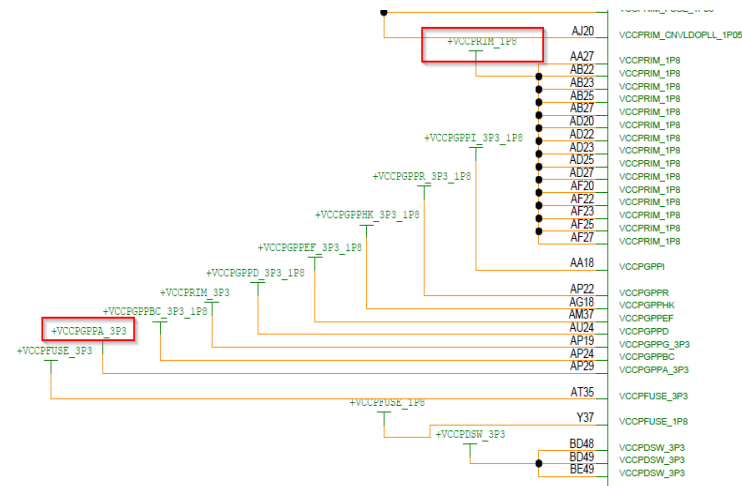 AJ20 VCCPRIM_CNVLDOPLL_1P05
+VCCPRIM_1P8
AA27 VCCPRIM_1P8
AB22 VCCPRIM_1P8
AB23 VCCPRIM_1P8
AB25 VCCPRIM_1P8
AB27 VCCPRIM_1P8
AD20 VCCPRIM_1P8
AD22 VCCPRIM_1P8
AD23 VCCPRIM_1P8
AD25 VCCPRIM_1P8
AD27 VCCPRIM_1P8
AF20 VCCPRIM_1P8
AF22 VCCPRIM_1P8
AF23 VCCPRIM_1P8
AF25 VCCPRIM_1P8
AF27 VCCPRIM_1P8
+VCCPGPPI_3P3_1P8
+VCCPGPPR_3P3_1P8
+VCCPGPPHK_3P3_1P8
+VCCPGPPEF_3P3_1P8
AA18 VCCPGPPI
+VCCPGPPD_3P3_1P8
+VCCPRIM_3P3
AP22 VCCPGPPR
AG18 VCCPGPPHK
+VCCPGPPBC_3P3_1P8
AM37 VCCPGPPEF
AU24 VCCPGPPD
+VCCPGPPA_3P3
AP19 VCCPGPPG_3P3
+VCCPFUSE_3P3
AP24 VCCPGPPBC
AP29 VCCPGPPA_3P3
AT35 VCCPFUSE_3P3
+VCCPFUSE_1P8
Y37 VCCPFUSE_1P8
+VCCPDSW_3P3
BD48 VCCPDSW_3P3
BD49 VCCPDSW_3P3
BE49 VCCPDSW_3P3